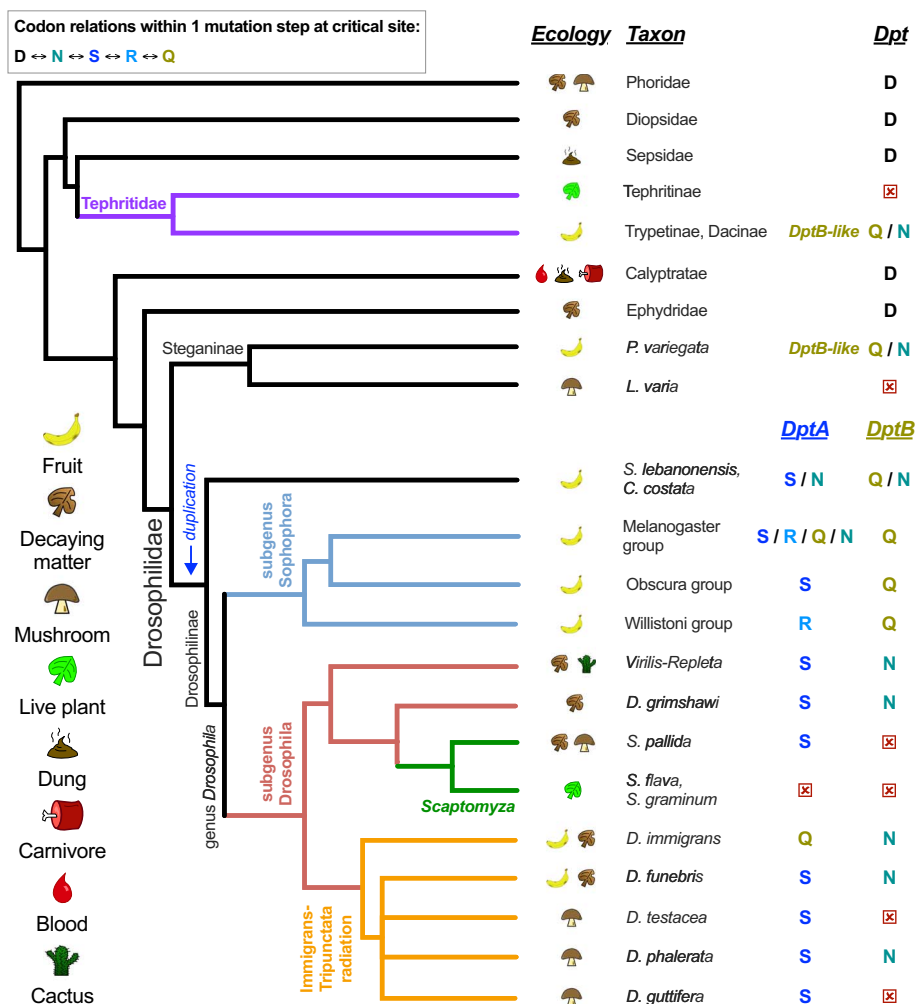 Codon relations within 1 mutation step at critical site:
D ↔ N ↔ S ↔ R ↔ Q
Ecology Taxon Dpt
Phoridae D
Diopsidae D
Sepsidae D
Tephritidae
Tephritinae
Trypetinae, Dacinae DptB-like Q / N
Calyptratae D
Ephydridae D
Steganinae
P. variegata DptB-like Q / N
L. varia
DptA DptB
S. lebanonensis,
C. costata S / N Q / N
Melanogaster
group S / R / Q / N Q
Obscura group S Q
Willistoni group R Q
Virilis-Repleta S N
D. grimshawi S N
S. pallida S
S. flava,
S. graminum
D. immigrans Q N
D. funebris S N
D. testacea S
D. phalerata S N
D. guttifera S
Drosophilidae
duplication
Drosophilinae
genus Drosophila
subgenus
Sophophora
subgenus
Drosophila
Scaptomyza
Immigrans-
Tripunctata
radiation
Fruit
Decaying
matter
Mushroom
Live plant
Dung
Carnivore
Blood
Cactus